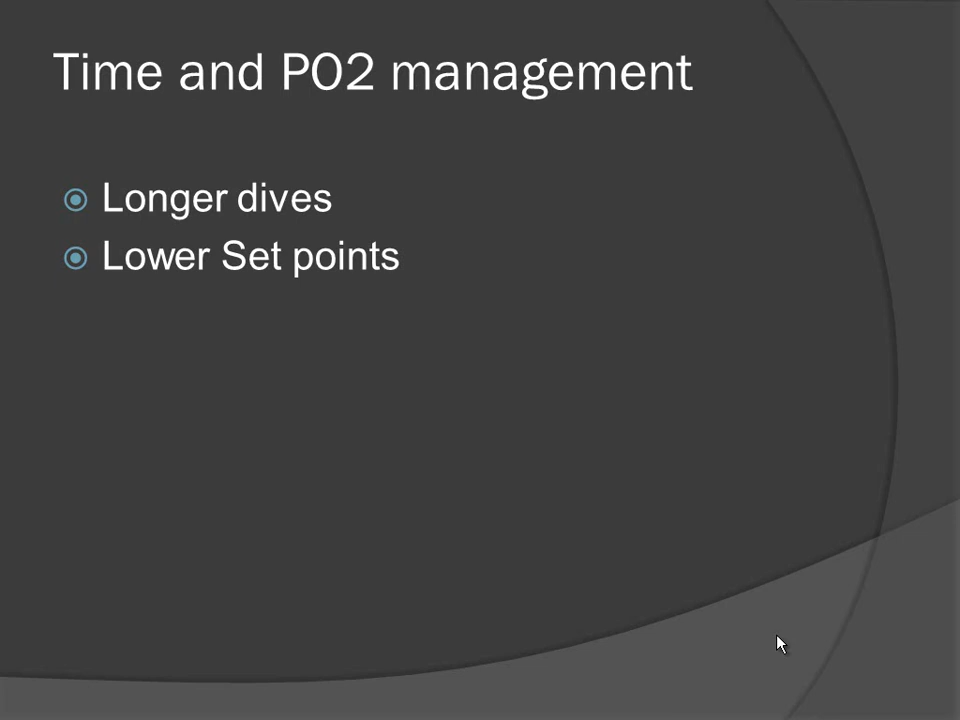 Time and PO2 management
Longer dives
Lower Set points